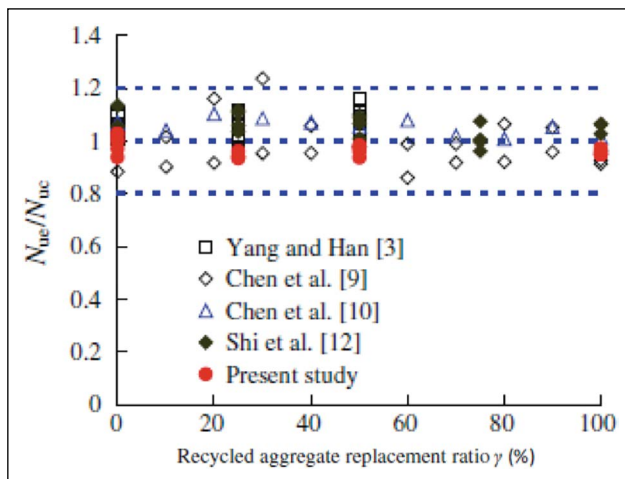 1.4
1.2
1
0.8
0.6
0.4
0.2
0
N_ue/N_uc
Yang and Han [3]
Chen et al. [9]
Chen et al. [10]
Shi et al. [12]
Present study
0 20 40 60 80 100
Recycled aggregate replacement ratio γ (%)